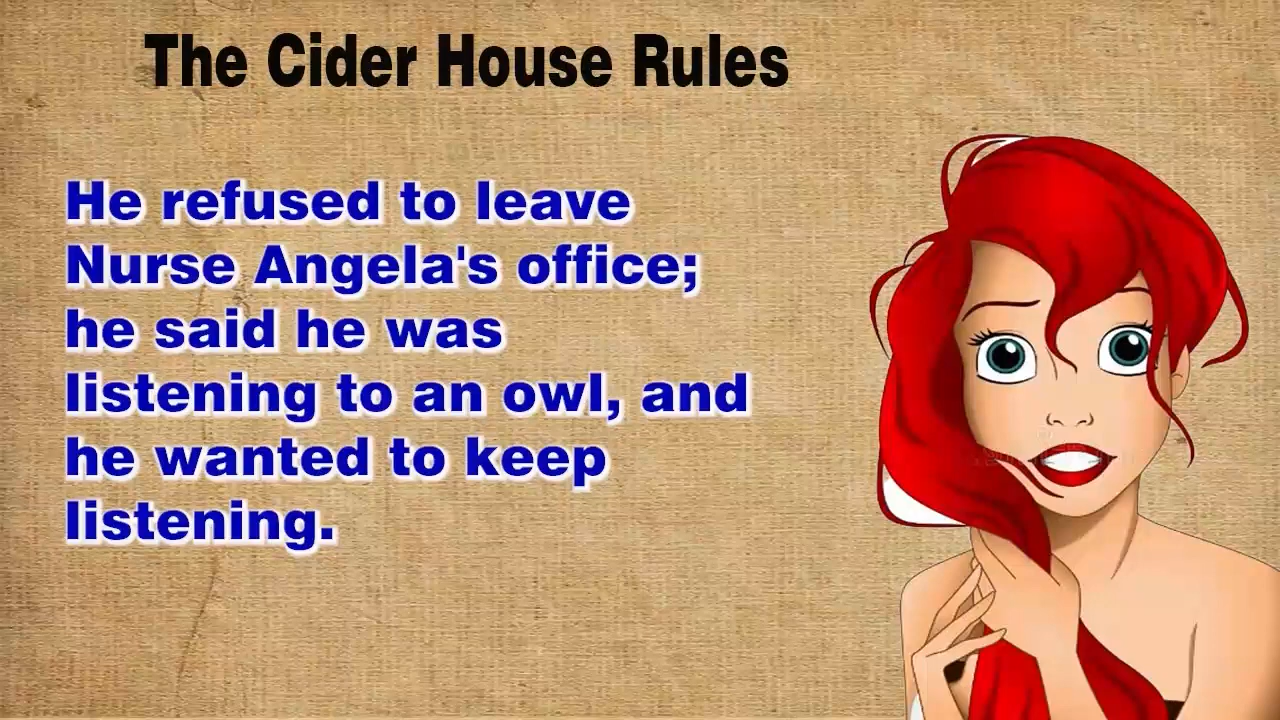 The Cider House Rules
He refused to leave
Nurse Angela's office;
he said he was
listening to an owl, and
he wanted to keep
listening.